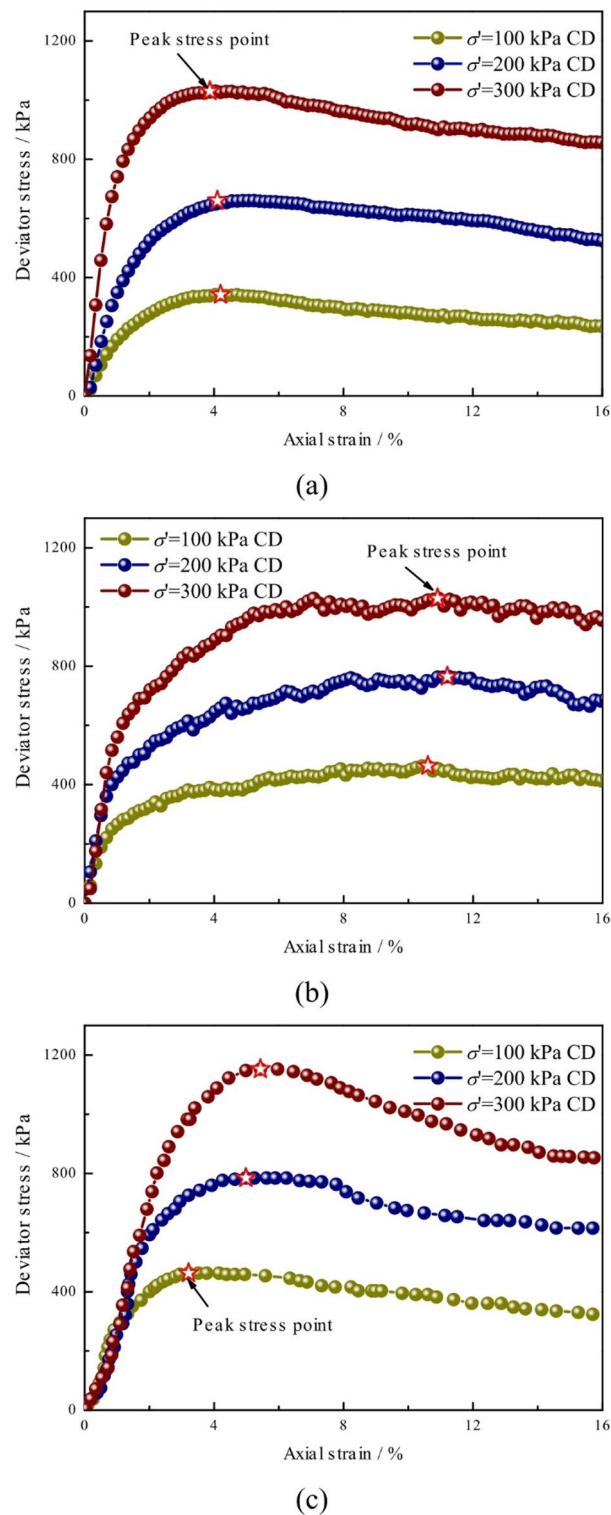 1200
800
400
0
Deviator stress / kPa
Peak stress point
σ'=100 kPa CD
σ'=200 kPa CD
σ'=300 kPa CD
0 4 8 12 16
Axial strain / %
(a)
1200
800
400
0
Deviator stress / kPa
σ'=100 kPa CD
σ'=200 kPa CD
σ'=300 kPa CD
Peak stress point
0 4 8 12 16
Axial strain / %
(b)
1200
800
400
0
Deviator stress / kPa
σ'=100 kPa CD
σ'=200 kPa CD
σ'=300 kPa CD
Peak stress point
0 4 8 12 16
Axial strain / %
(c)